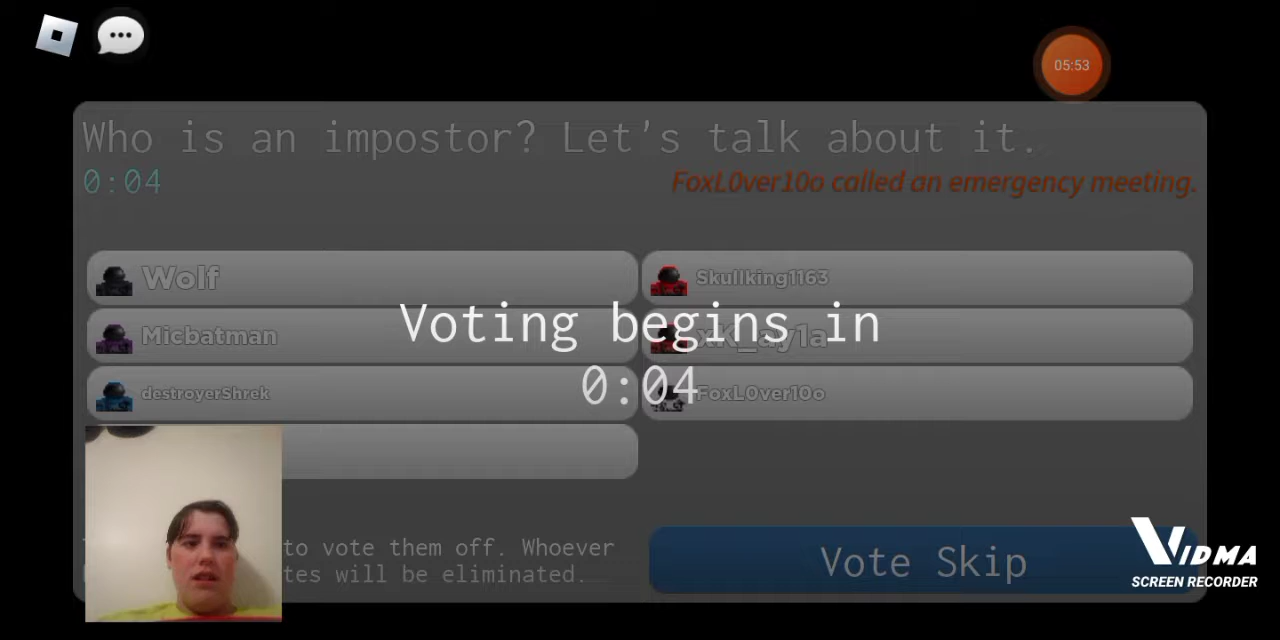 05:53
Who is an impostor? Let's talk about it.
0:04
FoxL0ver10o called an emergency meeting.
Wolf
Skullking1163
Micbatman
xK_ay1a
destroyerShrek
FoxL0ver10o
Voting begins in
0:04
to vote them off. Whoever
tes will be eliminated.
Vote Skip
VIDMA
SCREEN RECORDER